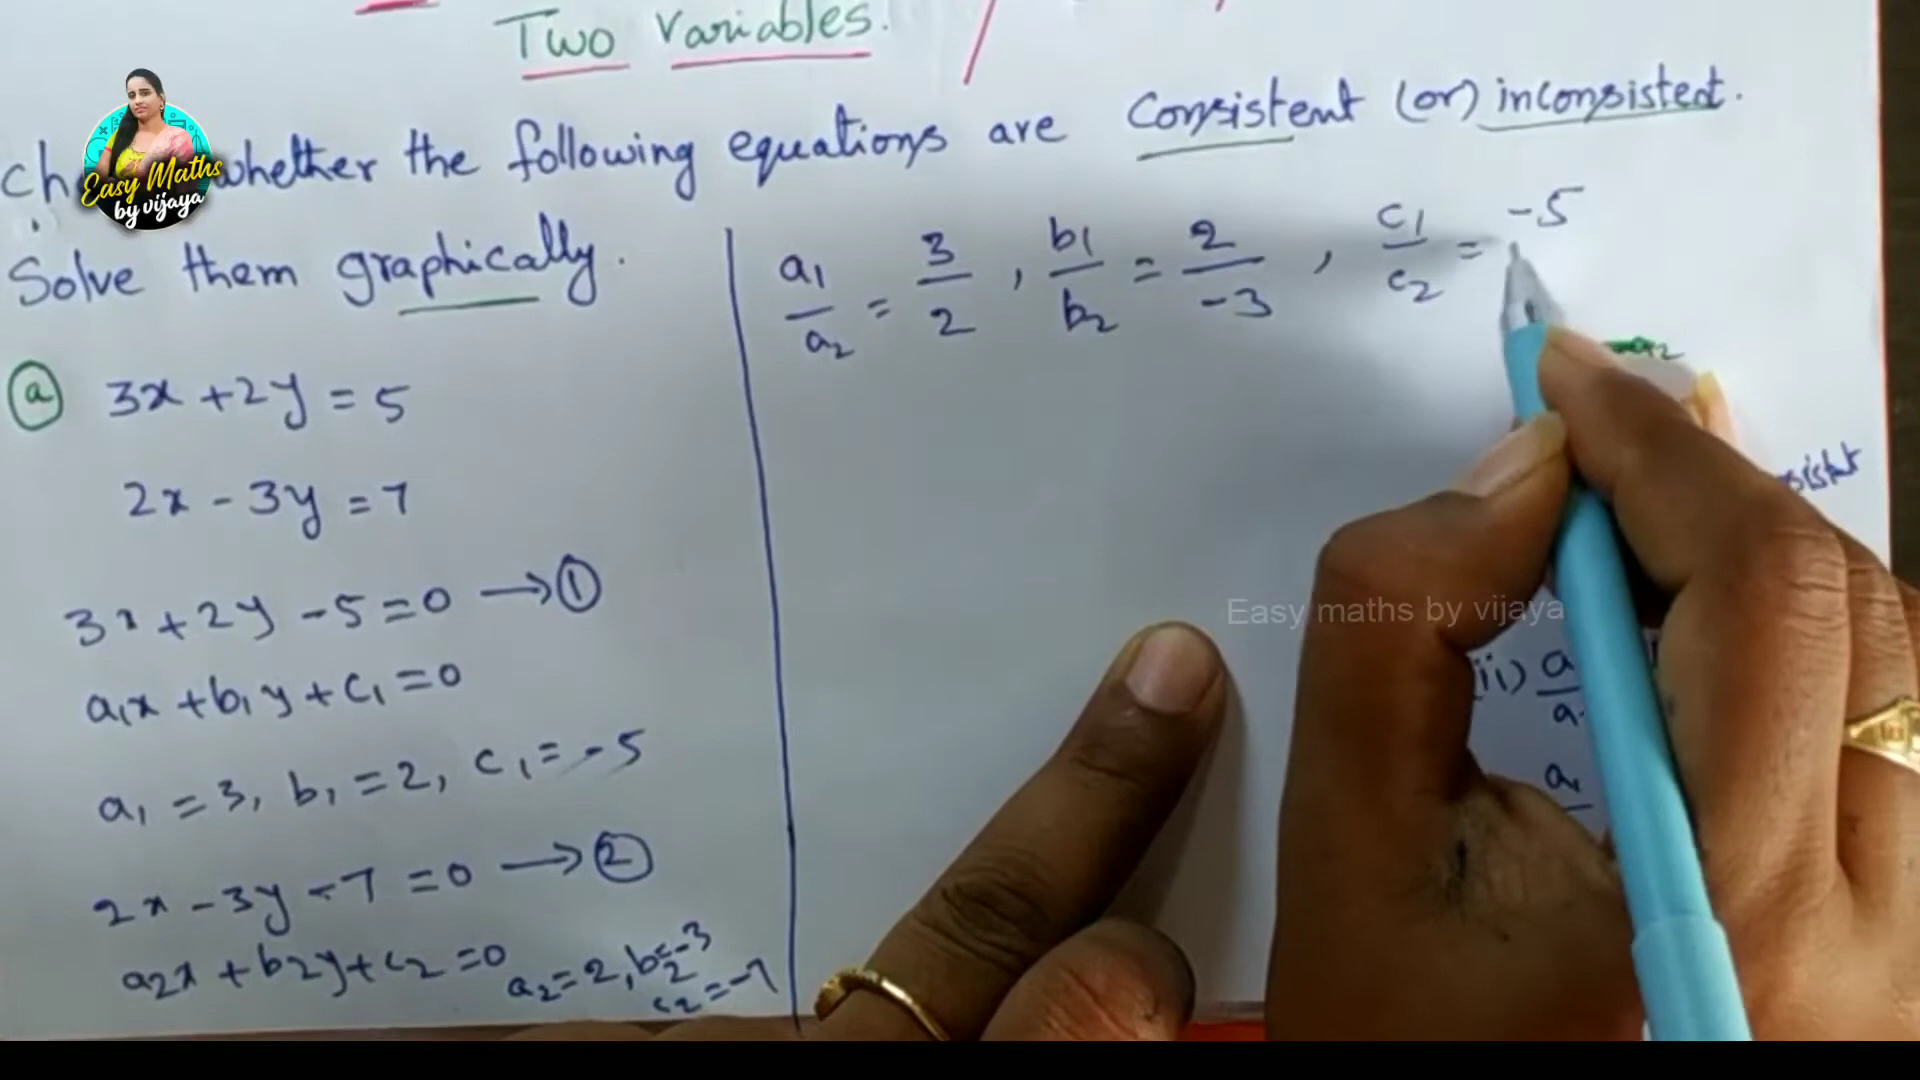 Two Variables.
whether the following equations are Consistent (or) inconsistent.
Easy Maths
by vijaya
Solve them graphically.
a1/a2 = 3/2 , b1/b2 = 2/-3 , c1/c2 = -5
(a) 3x + 2y = 5
2x - 3y = 7
3x + 2y - 5 = 0 → (1)
a1x + b1y + c1 = 0
a1 = 3, b1 = 2, c1 = -5
2x - 3y - 7 = 0 → (2)
a2x + b2y + c2 = 0
a2 = 2, b2 = -3
c2 = -7
Easy maths by vijaya